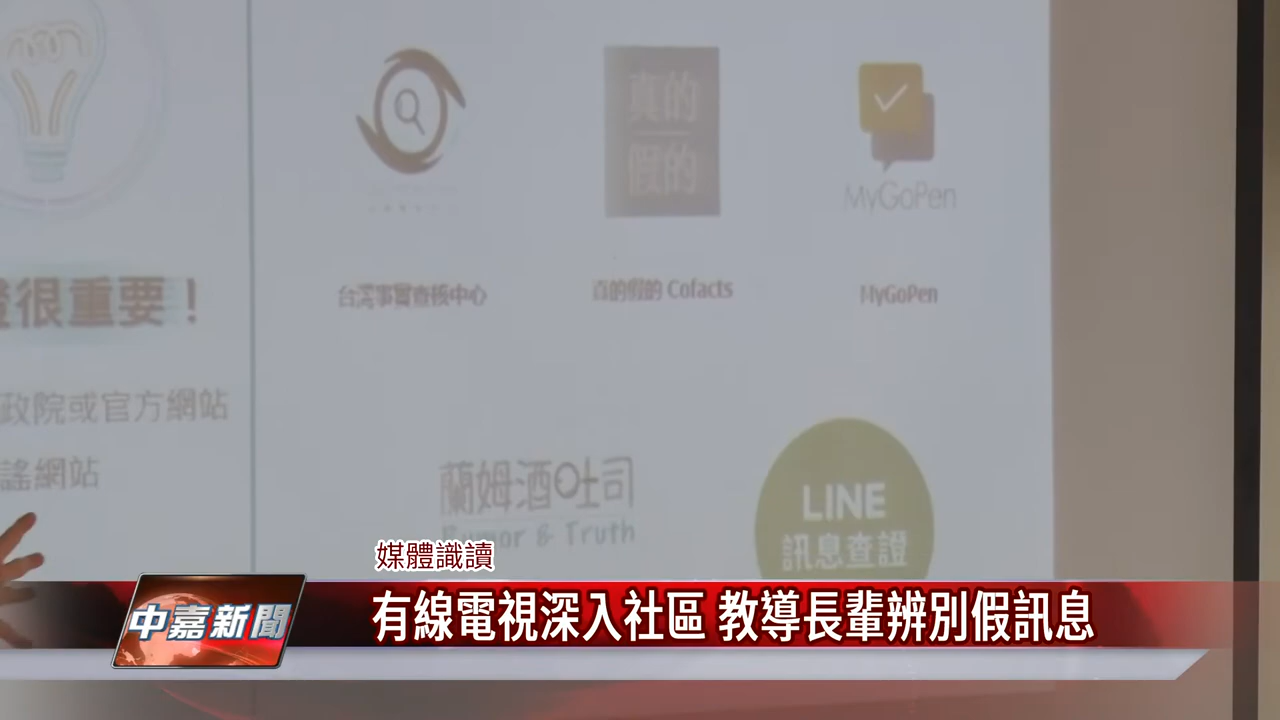 真的
假的
MyGoPen
台灣事實查核中心
真的假的 Cofacts
MyGoPen
很重要！
政院或官方網站
謠網站
蘭姆酒吐司
Rumor & Truth
LINE
訊息查證
媒體識讀
中嘉新聞
有線電視深入社區 教導長輩辨別假訊息